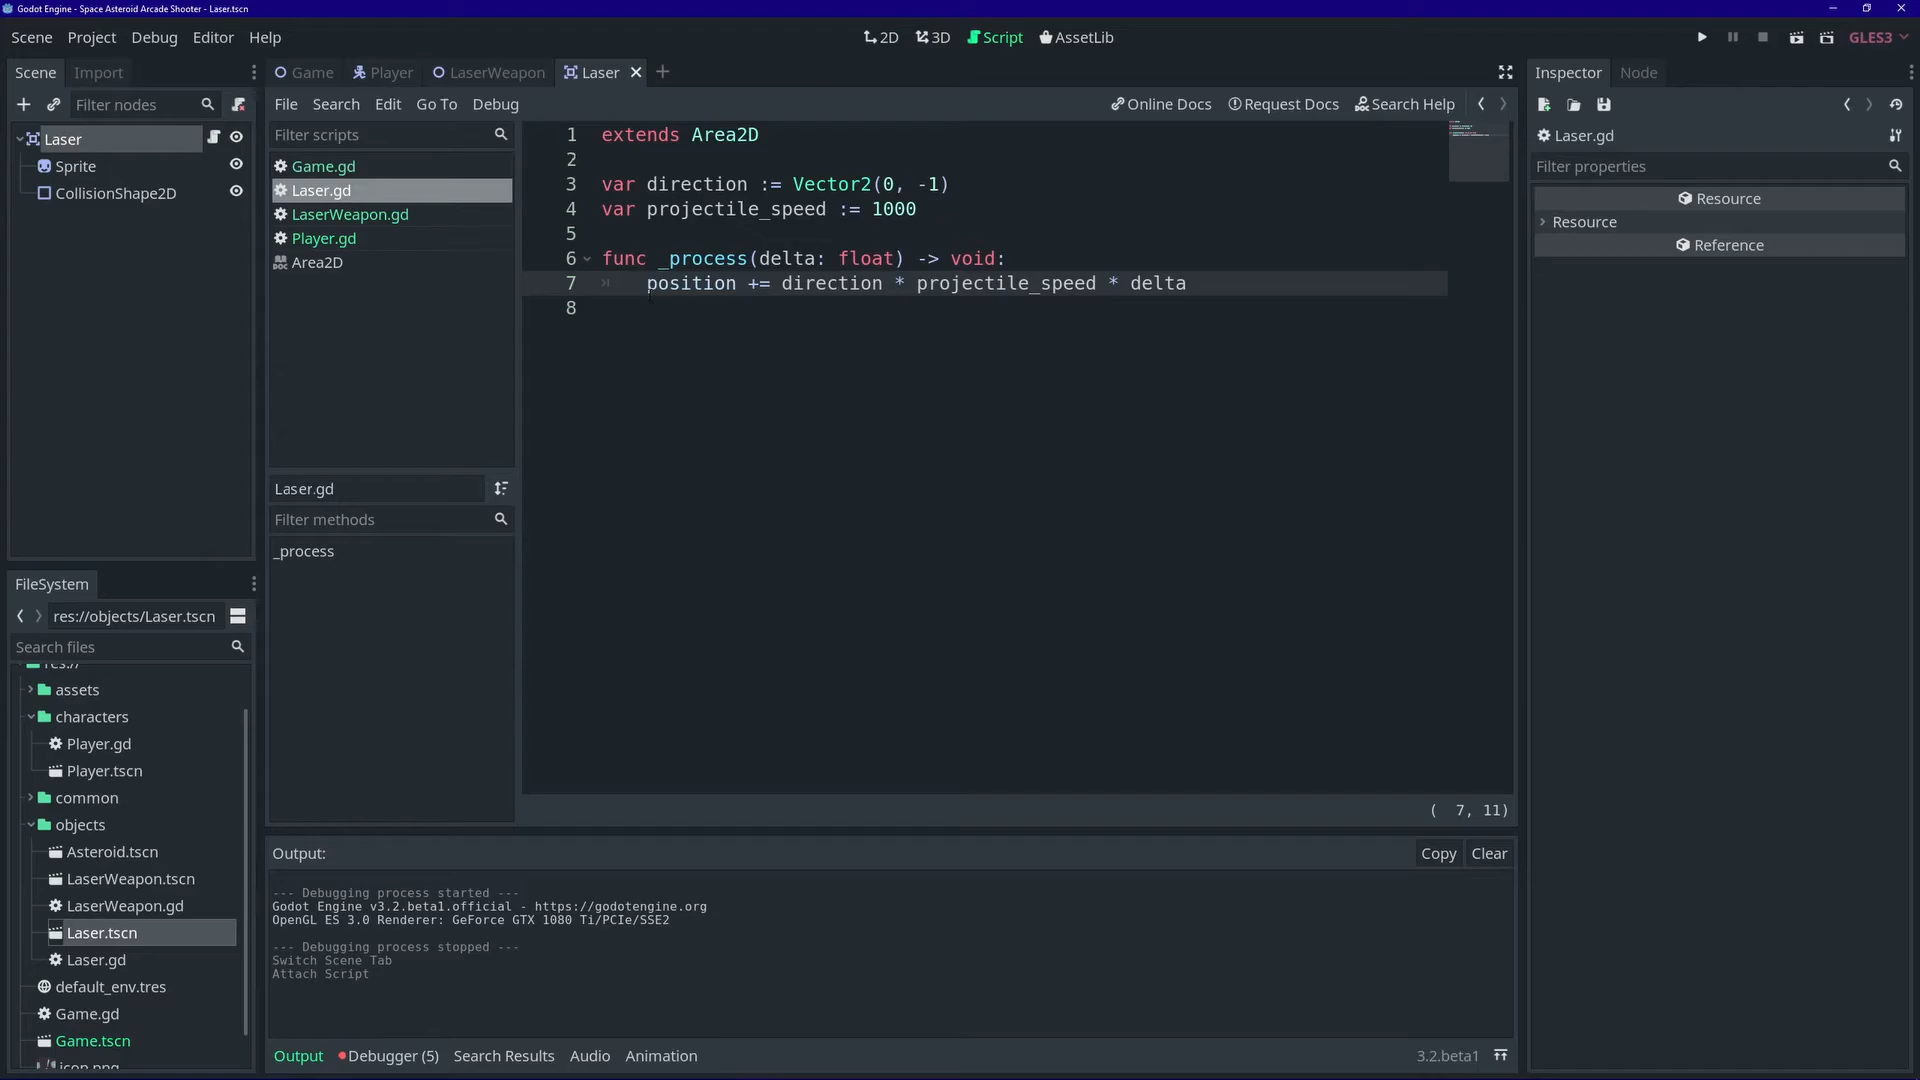 Godot Engine - Space Asteroid Arcade Shooter - Laser.tscn
Scene Project Debug Editor Help
2D 3D Script AssetLib
GLES3
Scene Import
Filter nodes
Laser
Sprite
CollisionShape2D
Game Player LaserWeapon Laser
File Search Edit Go To Debug
Online Docs Request Docs Search Help
Filter scripts
Game.gd
Laser.gd
LaserWeapon.gd
Player.gd
Area2D
Laser.gd
Filter methods
_process
1 extends Area2D
2
3 var direction := Vector2(0, -1)
4 var projectile_speed := 1000
5
6 func _process(delta: float) -> void:
7 position += direction * projectile_speed * delta
8
( 7, 11)
Inspector Node
Laser.gd
Filter properties
Resource
Resource
Reference
FileSystem
res://objects/Laser.tscn
Search files
res://
assets
characters
Player.gd
Player.tscn
common
objects
Asteroid.tscn
LaserWeapon.tscn
LaserWeapon.gd
Laser.tscn
Laser.gd
default_env.tres
Game.gd
Game.tscn
icon.png
Output:
Copy Clear
--- Debugging process started ---
Godot Engine v3.2.beta1.official - https://godotengine.org
OpenGL ES 3.0 Renderer: GeForce GTX 1080 Ti/PCIe/SSE2
--- Debugging process stopped ---
Switch Scene Tab
Attach Script
Output Debugger (5) Search Results Audio Animation
3.2.beta1